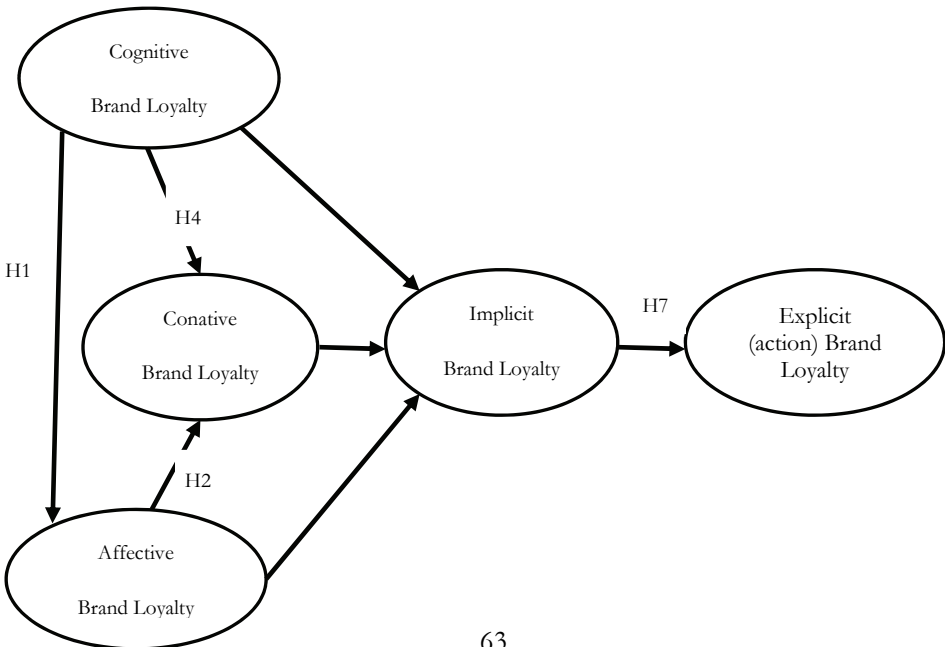 Cognitive
Brand Loyalty
H4
H1
Conative
Brand Loyalty
Implicit
Brand Loyalty
H7
Explicit
(action) Brand
Loyalty
H2
Affective
Brand Loyalty
63